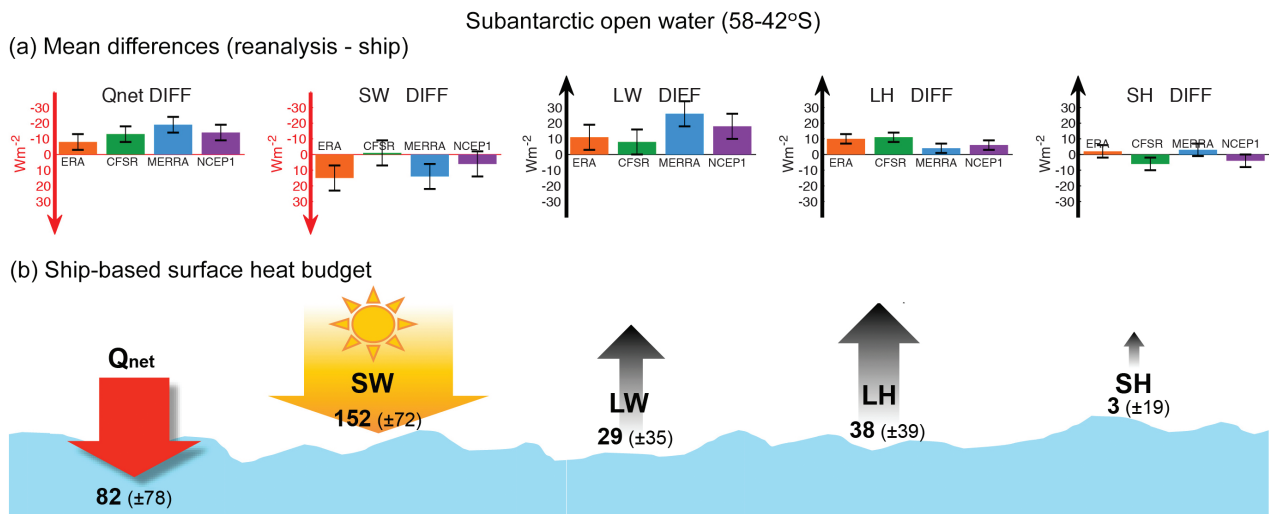 Subantarctic open water (58-42°S)
(a) Mean differences (reanalysis - ship)
Qnet DIFF
-30
-20
-10
0
10
20
30
Wm-2
ERA
CFSR
MERRA
NCEP1
SW DIFF
-30
-20
-10
0
10
20
30
Wm-2
ERA
CFSR
MERRA
NCEP1
LW DIFF
30
20
10
0
-10
-20
-30
Wm-2
ERA
CFSR
MERRA
NCEP1
LH DIFF
30
20
10
0
-10
-20
-30
Wm-2
ERA
CFSR
MERRA
NCEP1
SH DIFF
30
20
10
0
-10
-20
-30
Wm-2
ERA
CFSR
MERRA
NCEP1
(b) Ship-based surface heat budget
Qnet
82 (±78)
SW
152 (±72)
LW
29 (±35)
LH
38 (±39)
SH
3 (±19)